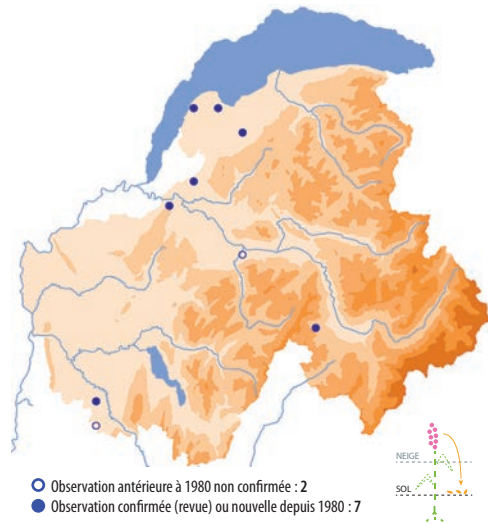 NEIGE
SOL
Observation antérieure à 1980 non confirmée : 2
Observation confirmée (revue) ou nouvelle depuis 1980 : 7